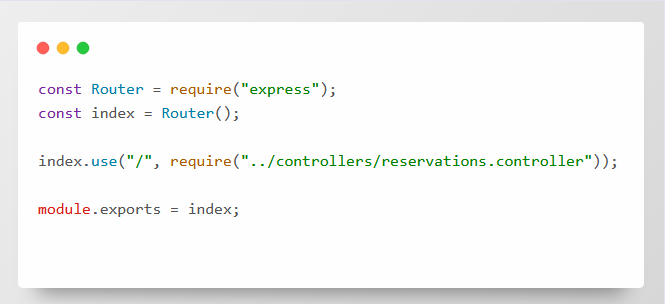 const Router = require("express");
const index = Router();
index.use("/", require("../controllers/reservations.controller"));
module.exports = index;